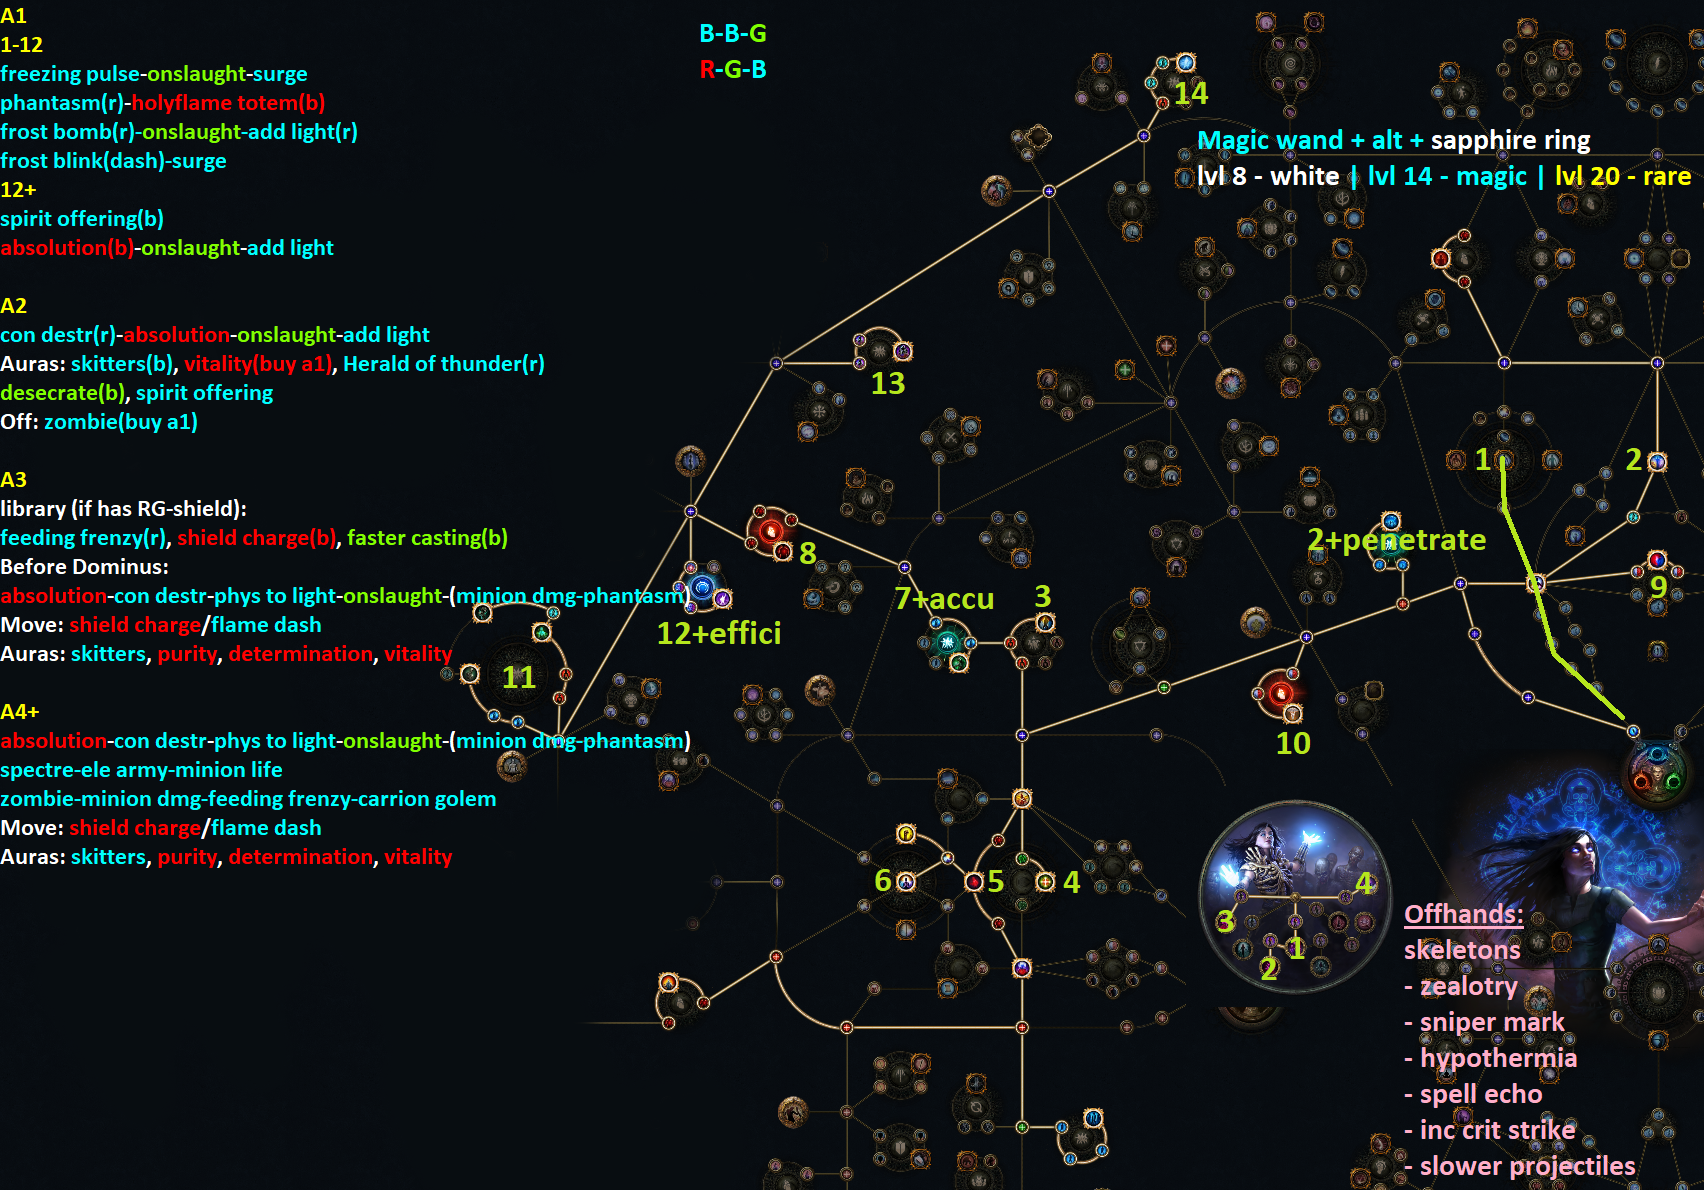 A1
1-12
freezing pulse-onslaught-surge
phantasm(r)-holyflame totem(b)
frost bomb(r)-onslaught-add light(r)
frost blink(dash)-surge
12+
spirit offering(b)
absolution(b)-onslaught-add light
A2
con destr(r)-absolution-onslaught-add light
Auras: skitters(b), vitality(buy a1), Herald of thunder(r)
desecrate(b), spirit offering
Off: zombie(buy a1)
A3
library (if has RG-shield):
feeding frenzy(r), shield charge(b), faster casting(b)
Before Dominus:
absolution-con destr-phys to light-onslaught-(minion dmg-phantasm)
Move: shield charge/flame dash
Auras: skitters, purity, determination, vitality
A4+
absolution-con destr-phys to light-onslaught-(minion dmg-phantasm)
spectre-ele army-minion life
zombie-minion dmg-feeding frenzy-carrion golem
Move: shield charge/flame dash
Auras: skitters, purity, determination, vitality
B-B-G
R-G-B
14
Magic wand + alt + sapphire ring
lvl 8 - white | lvl 14 - magic | lvl 20 - rare
13
1
2
2+penetrate
8
9
7+accu
3
12+effici
11
10
6
5
4
4
3
1
2
Offhands:
skeletons
- zealotry
- sniper mark
- hypothermia
- spell echo
- inc crit strike
- slower projectiles